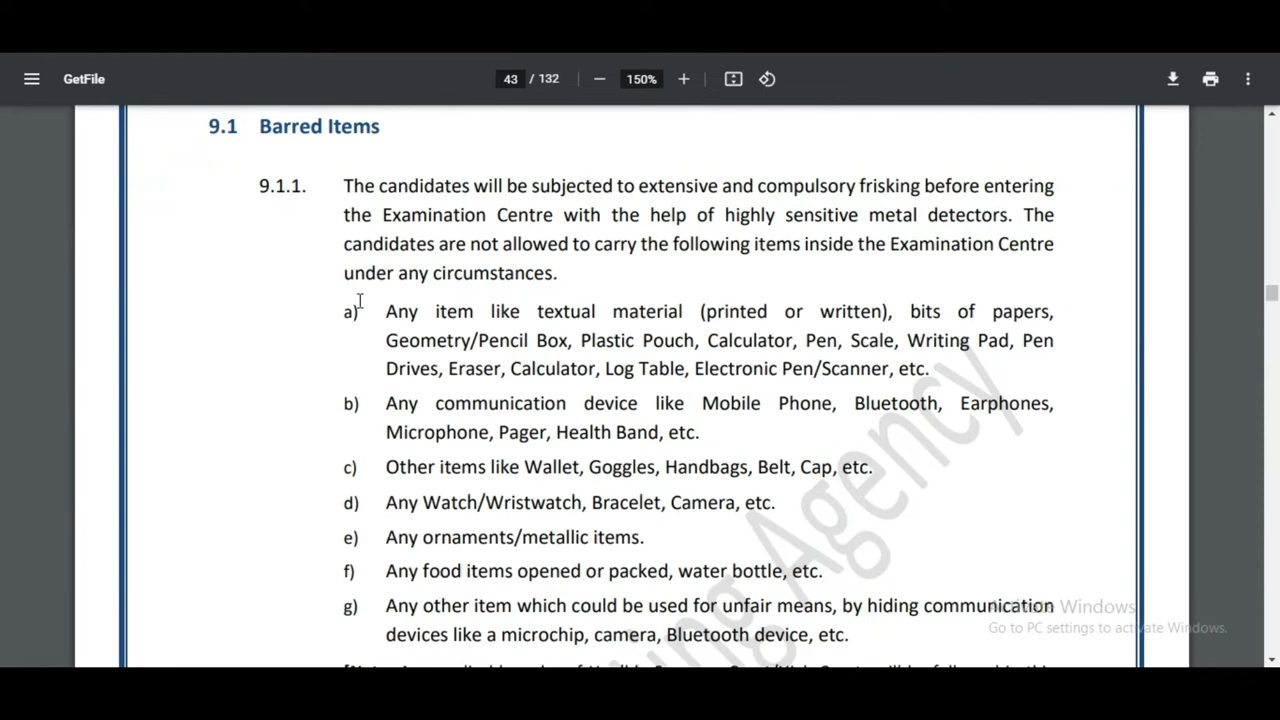 GetFile
43 / 132
150%
9.1 Barred Items
9.1.1. The candidates will be subjected to extensive and compulsory frisking before entering
the Examination Centre with the help of highly sensitive metal detectors. The
candidates are not allowed to carry the following items inside the Examination Centre
under any circumstances.
a) Any item like textual material (printed or written), bits of papers,
Geometry/Pencil Box, Plastic Pouch, Calculator, Pen, Scale, Writing Pad, Pen
Drives, Eraser, Calculator, Log Table, Electronic Pen/Scanner, etc.
b) Any communication device like Mobile Phone, Bluetooth, Earphones,
Microphone, Pager, Health Band, etc.
c) Other items like Wallet, Goggles, Handbags, Belt, Cap, etc.
d) Any Watch/Wristwatch, Bracelet, Camera, etc.
e) Any ornaments/metallic items.
f) Any food items opened or packed, water bottle, etc.
g) Any other item which could be used for unfair means, by hiding communication
devices like a microchip, camera, Bluetooth device, etc.
Agency
Activate Windows
Go to PC settings to activate Windows.